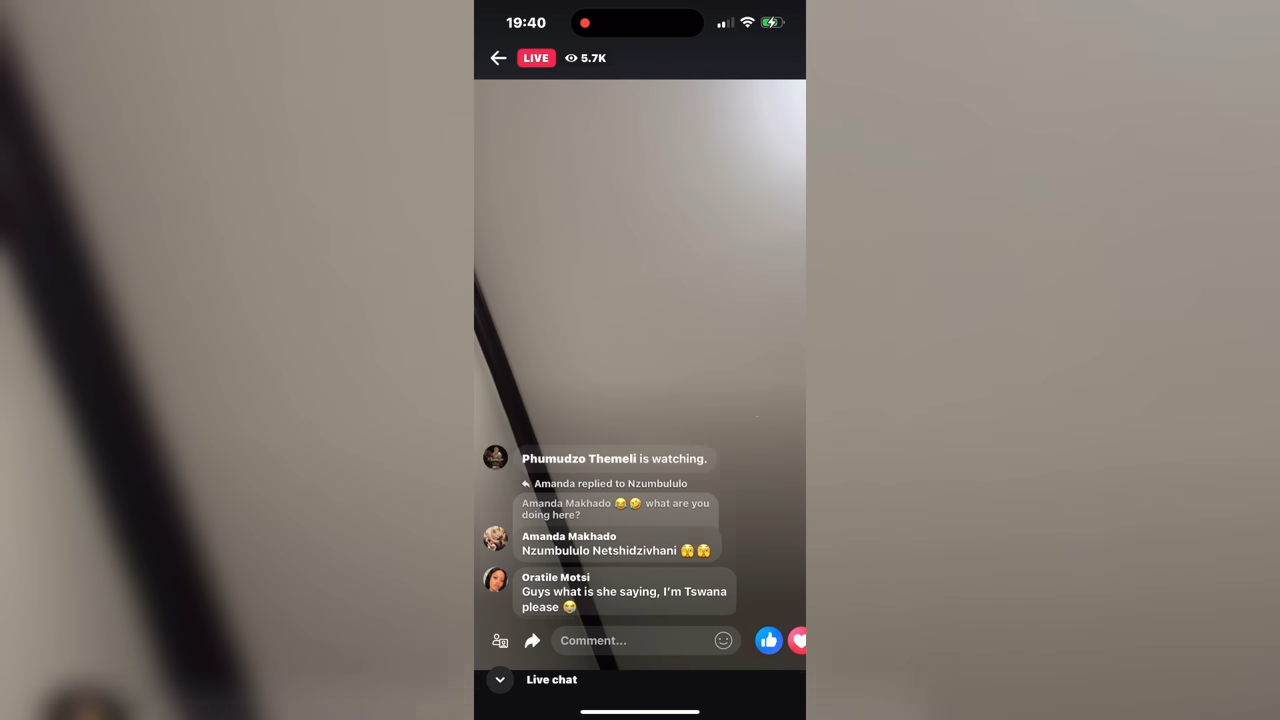 19:40
LIVE 5.7K
Phumudzo Themeli is watching.
Amanda replied to Nzumbululo
Amanda Makhado 😂 🤣 what are you
doing here?
Amanda Makhado
Nzumbululo Netshidzivhani 🫣 🫣
Oratile Motsi
Guys what is she saying, I’m Tswana
please 😭
Comment...
Live chat